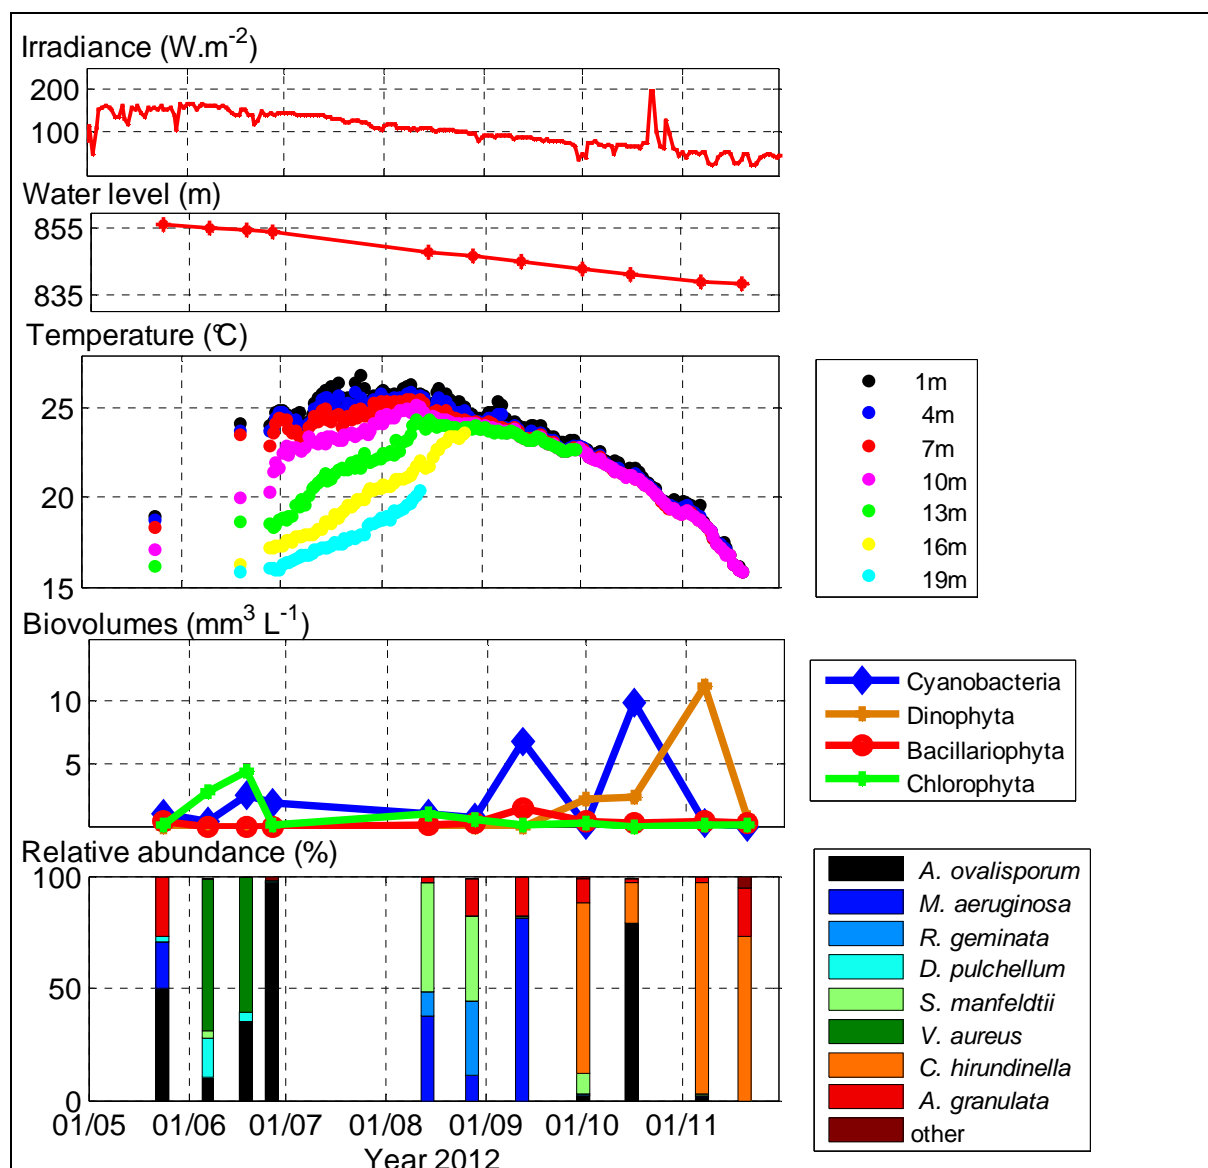 Irradiance (W.m-2)
200
100
Water level (m)
855
835
Temperature (°C)
25
20
15
1m
4m
7m
10m
13m
16m
19m
Biovolumes (mm3 L-1)
10
5
Cyanobacteria
Dinophyta
Bacillariophyta
Chlorophyta
Relative abundance (%)
100
50
0
A. ovalisporum
M. aeruginosa
R. geminata
D. pulchellum
S. manfeldtii
V. aureus
C. hirundinella
A. granulata
other
01/05 01/06 01/07 01/08 01/09 01/10 01/11
Year 2012